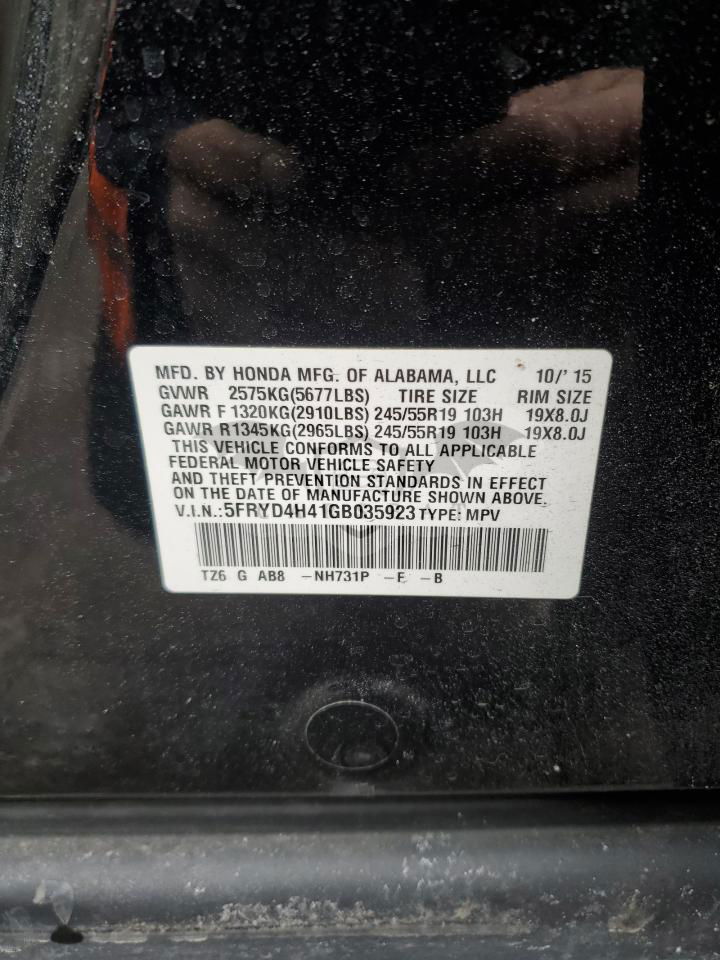 MFD. BY HONDA MFG. OF ALABAMA, LLC 10/'15
GVWR 2575KG(5677LBS) TIRE SIZE RIM SIZE
GAWR F 1320KG(2910LBS) 245/55R19 103H 19X8.0J
GAWR R1345KG(2965LBS) 245/55R19 103H 19X8.0J
THIS VEHICLE CONFORMS TO ALL APPLICABLE
FEDERAL MOTOR VEHICLE SAFETY
AND THEFT PREVENTION STANDARDS IN EFFECT
ON THE DATE OF MANUFACTURE SHOWN ABOVE.
V.I.N.:5FRYD4H41GB035923 TYPE: MPV
TZ6 G AB8 -NH731P -E -B